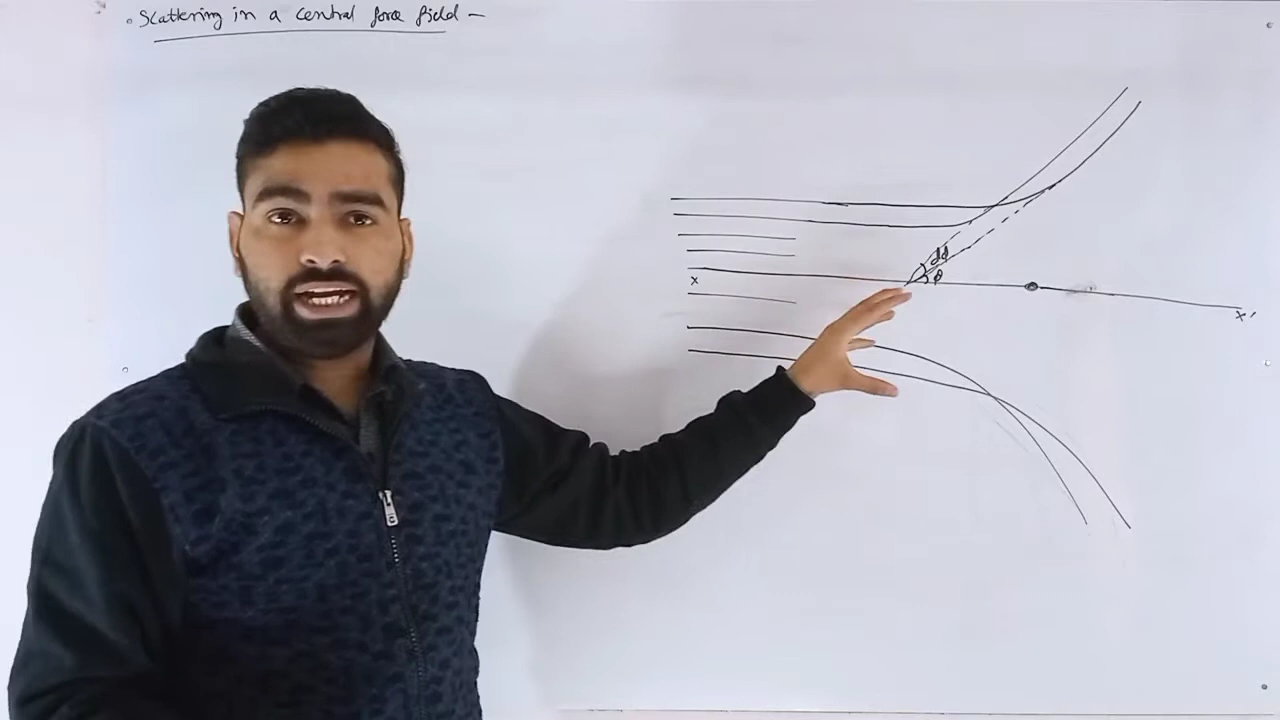 . Scattering in a central force field -
dθ
θ
x
x'